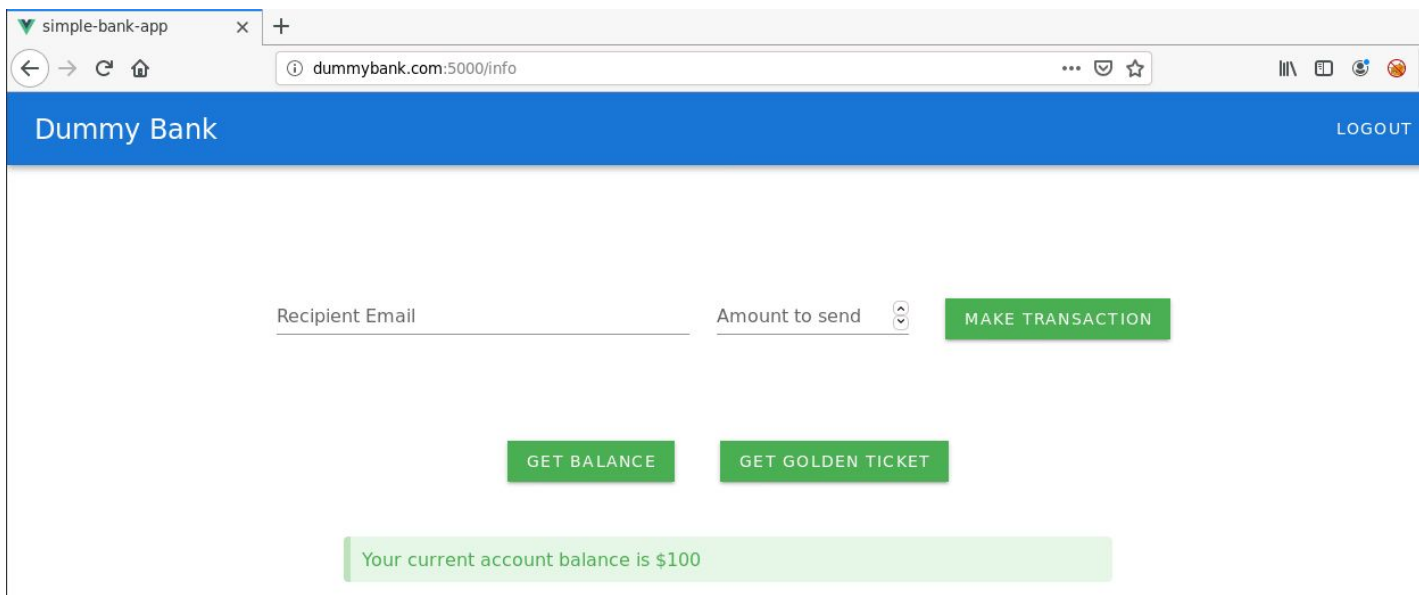 simple-bank-app
dummybank.com:5000/info
Dummy Bank
LOGOUT
Recipient Email
Amount to send
MAKE TRANSACTION
GET BALANCE
GET GOLDEN TICKET
Your current account balance is $100